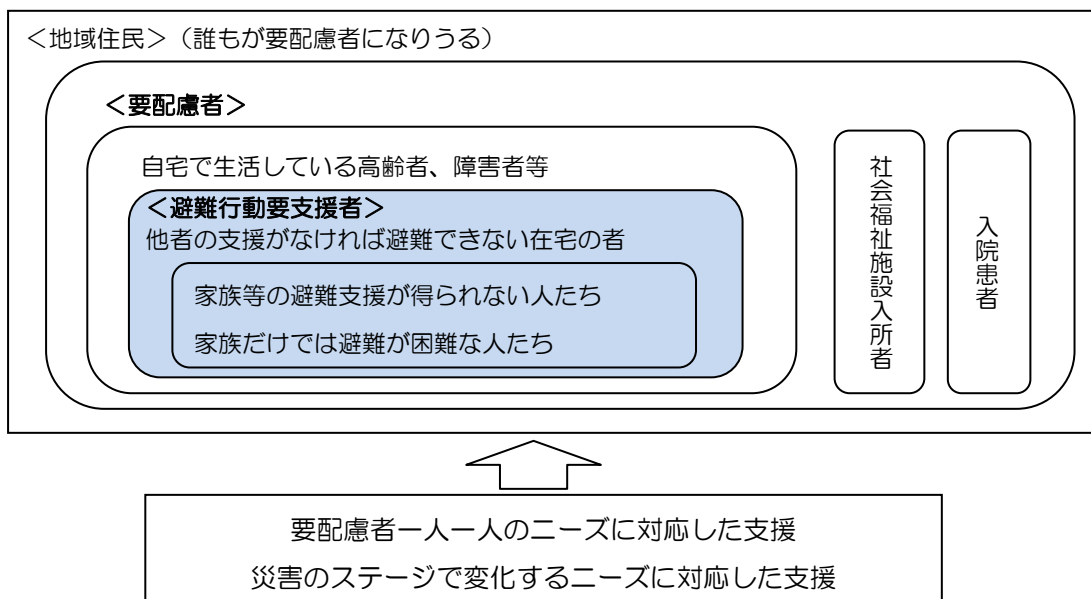 <地域住民>(誰もが要配慮者になりうる)
<要配慮者>
自宅で生活している高齢者、障害者等
<避難行動要支援者>
他者の支援がなければ避難できない在宅の者
家族等の避難支援が得られない人たち
家族だけでは避難が困難な人たち
社会福祉施設入所者
入院患者
要配慮者一人一人のニーズに対応した支援
災害のステージで変化するニーズに対応した支援